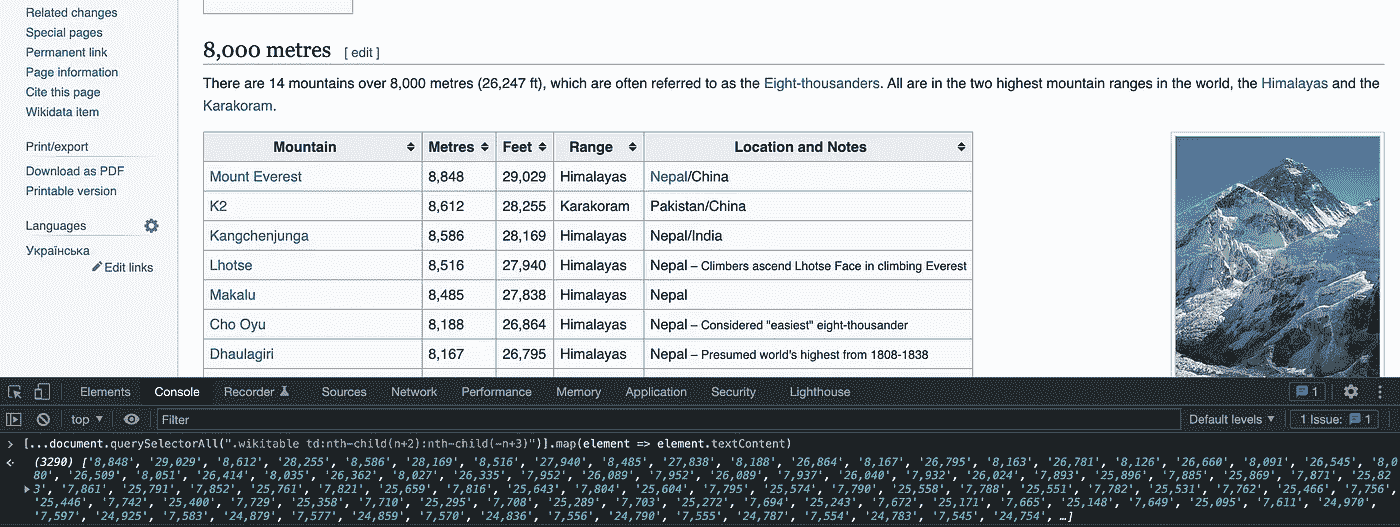 Related changes
Special pages
Permanent link
Page information
Cite this page
Wikidata item
Print/export
Download as PDF
Printable version
Languages
Українська
Edit links
8,000 metres [ edit ]
There are 14 mountains over 8,000 metres (26,247 ft), which are often referred to as the Eight-thousanders. All are in the two highest mountain ranges in the world, the Himalayas and the
Karakoram.
Mountain Metres Feet Range Location and Notes
Mount Everest 8,848 29,029 Himalayas Nepal/China
K2 8,612 28,255 Karakoram Pakistan/China
Kangchenjunga 8,586 28,169 Himalayas Nepal/India
Lhotse 8,516 27,940 Himalayas Nepal – Climbers ascend Lhotse Face in climbing Everest
Makalu 8,485 27,838 Himalayas Nepal
Cho Oyu 8,188 26,864 Himalayas Nepal – Considered "easiest" eight-thousander
Dhaulagiri 8,167 26,795 Himalayas Nepal – Presumed world's highest from 1808-1838
Elements Console Recorder Sources Network Performance Memory Application Security Lighthouse 1
top Filter Default levels 1 Issue: 1
[...document.querySelectorAll(".wikitable td:nth-child(n+2):nth-child(-n+3)")].map(element => element.textContent)
(3290) ['8,848', '29,029', '8,612', '28,255', '8,586', '28,169', '8,516', '27,940', '8,485', '27,838', '8,188', '26,864', '8,167', '26,795', '8,163', '26,781', '8,126', '26,660', '8,091', '26,545', '8,0
80', '26,509', '8,051', '26,414', '8,035', '26,362', '8,027', '26,335', '7,952', '26,089', '7,952', '26,089', '7,937', '26,040', '7,932', '26,024', '7,893', '25,896', '7,885', '25,869', '7,871', '25,82
3', '7,861', '25,791', '7,852', '25,761', '7,821', '25,659', '7,816', '25,643', '7,804', '25,604', '7,795', '25,574', '7,790', '25,558', '7,788', '25,551', '7,782', '25,531', '7,762', '25,466', '7,756',
'25,446', '7,742', '25,400', '7,729', '25,358', '7,710', '25,295', '7,708', '25,289', '7,703', '25,272', '7,694', '25,243', '7,672', '25,171', '7,665', '25,148', '7,649', '25,095', '7,611', '24,970',
'7,597', '24,925', '7,583', '24,879', '7,577', '24,859', '7,570', '24,836', '7,556', '24,790', '7,555', '24,787', '7,554', '24,783', '7,545', '24,754', …]